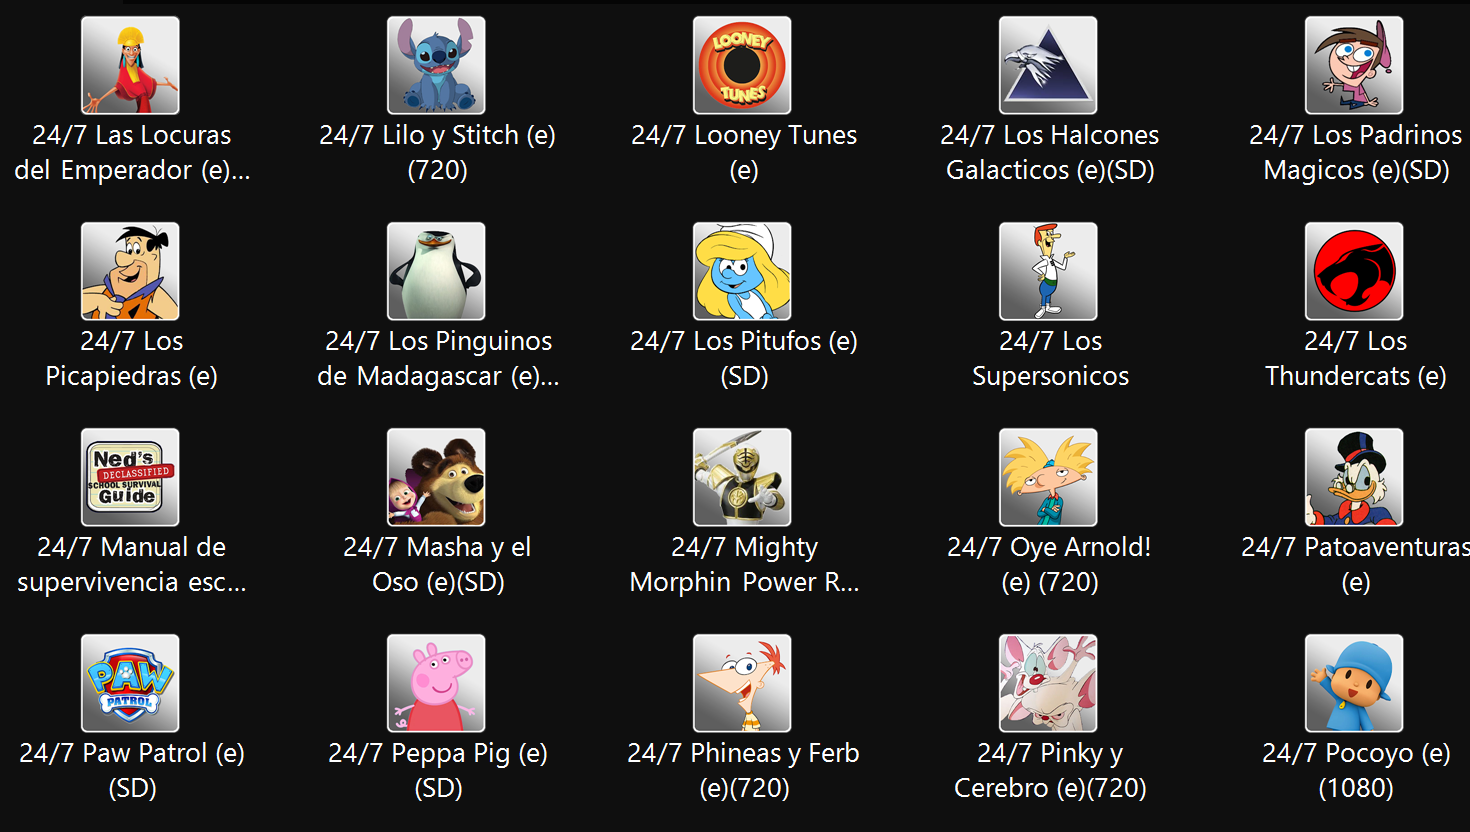 LOONEY
TUNES
24/7 Las Locuras
del Emperador (e)...
24/7 Lilo y Stitch (e)
(720)
24/7 Looney Tunes
(e)
24/7 Los Halcones
Galacticos (e)(SD)
24/7 Los Padrinos
Magicos (e)(SD)
24/7 Los
Picapiedras (e)
24/7 Los Pinguinos
de Madagascar (e)...
24/7 Los Pitufos (e)
(SD)
24/7 Los
Supersonicos
24/7 Los
Thundercats (e)
Ned's
DECLASSIFIED
SCHOOL SURVIVAL
Guide
24/7 Manual de
supervivencia esc...
24/7 Masha y el
Oso (e)(SD)
24/7 Mighty
Morphin Power R...
24/7 Oye Arnold!
(e) (720)
24/7 Patoaventuras
(e)
PAW
PATROL
24/7 Paw Patrol (e)
(SD)
24/7 Peppa Pig (e)
(SD)
24/7 Phineas y Ferb
(e)(720)
24/7 Pinky y
Cerebro (e)(720)
24/7 Pocoyo (e)
(1080)